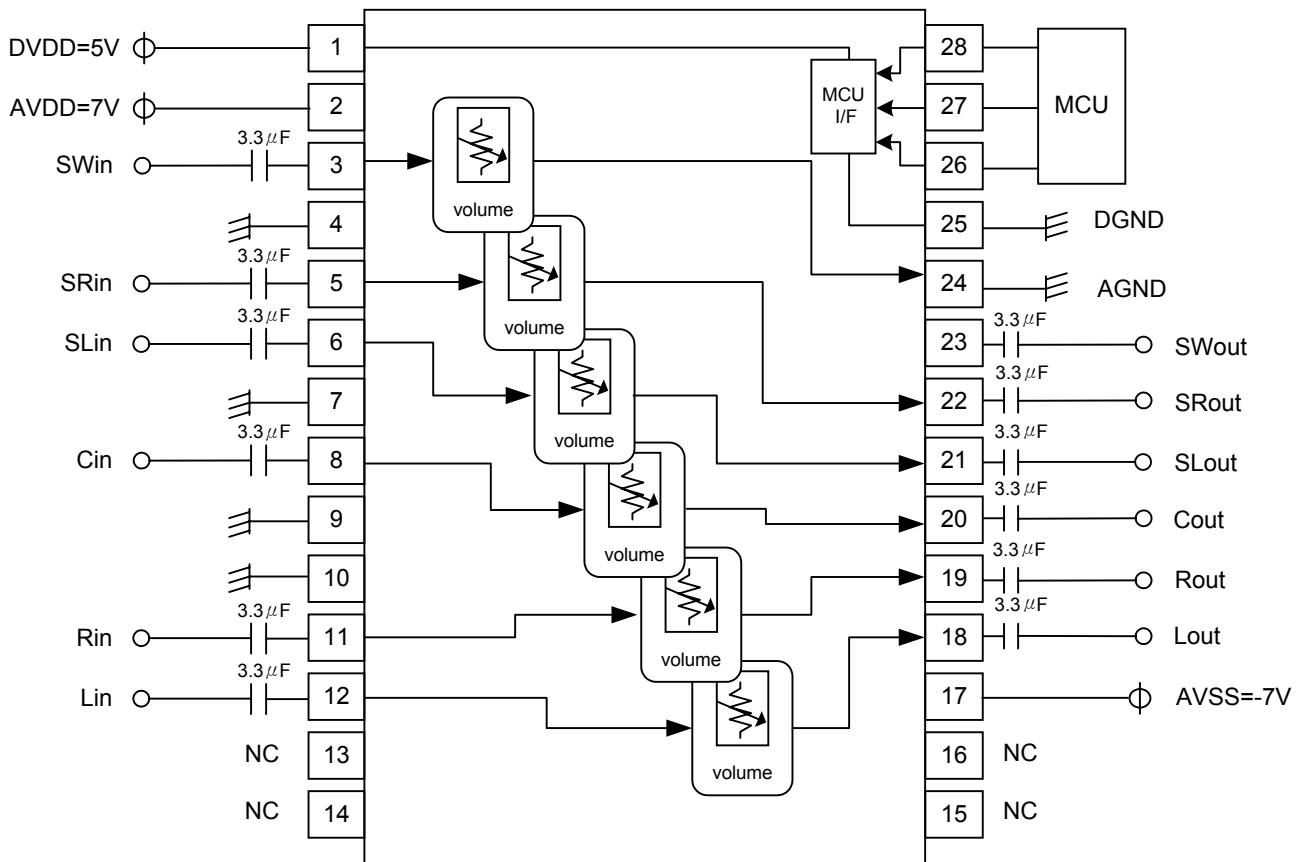 DVDD=5V
1
28
AVDD=7V
2
MCU
I/F
27
MCU
3.3μF
SWin
3
26
volume
4
25
DGND
3.3μF
SRin
5
24
AGND
3.3μF
volume
3.3μF
SLin
6
23
SWout
3.3μF
7
22
SRout
3.3μF
volume
3.3μF
Cin
8
21
SLout
3.3μF
9
20
Cout
3.3μF
volume
10
19
Rout
3.3μF
3.3μF
Rin
11
18
Lout
volume
3.3μF
Lin
12
17
AVSS=-7V
NC
13
16
NC
volume
NC
14
15
NC